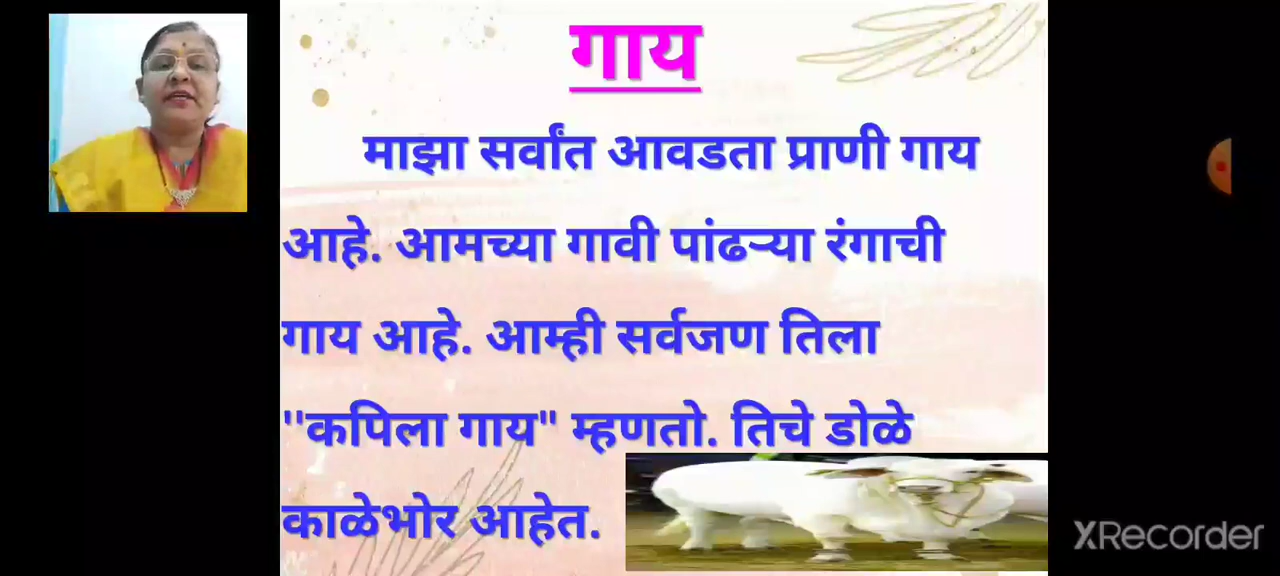 गाय
माझा सर्वांत आवडता प्राणी गाय
आहे. आमच्या गावी पांढऱ्या रंगाची
गाय आहे. आम्ही सर्वजण तिला
"कपिला गाय" म्हणतो. तिचे डोळे
काळेभोर आहेत.
XRecorder